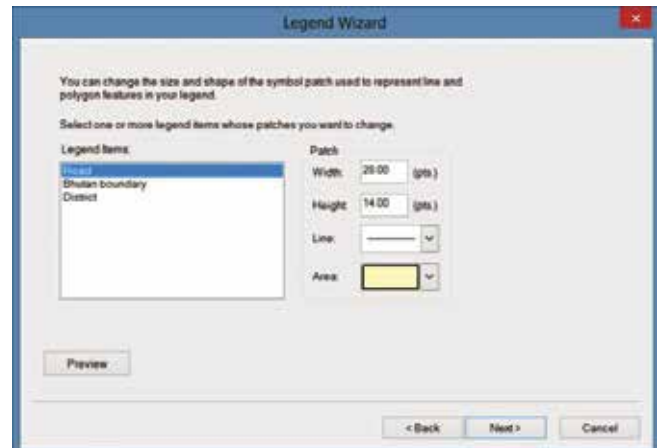 Legend Wizard
You can change the size and shape of the symbol patch used to represent line and
polygon features in your legend.
Select one or more legend items whose patches you want to change.
Legend Items:
Road
Bhutan boundary
District
Patch
Width: 28.00 (pts.)
Height: 14.00 (pts.)
Line:
Area:
Preview
< Back
Next >
Cancel